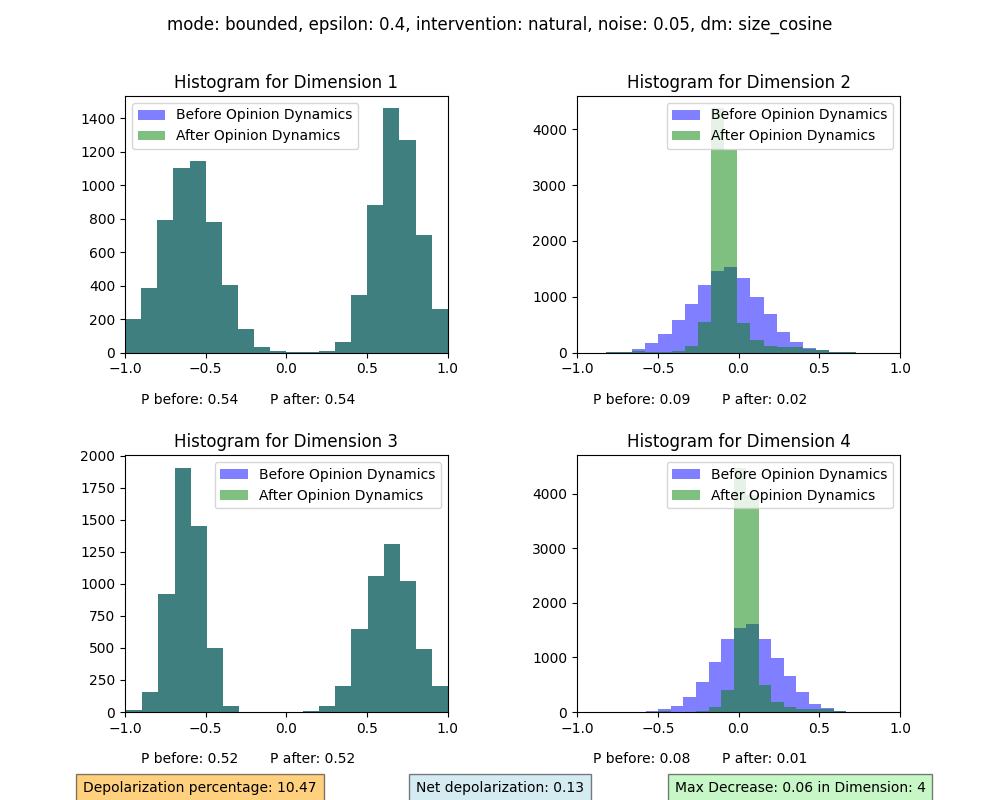 mode: bounded, epsilon: 0.4, intervention: natural, noise: 0.05, dm: size_cosine
Histogram for Dimension 1
Before Opinion Dynamics
After Opinion Dynamics
1400
1200
1000
800
600
400
200
0
−1.0 −0.5 0.0 0.5 1.0
P before: 0.54 P after: 0.54
Histogram for Dimension 2
Before Opinion Dynamics
After Opinion Dynamics
4000
3000
2000
1000
0
−1.0 −0.5 0.0 0.5 1.0
P before: 0.09 P after: 0.02
Histogram for Dimension 3
Before Opinion Dynamics
After Opinion Dynamics
2000
1750
1500
1250
1000
750
500
250
0
−1.0 −0.5 0.0 0.5 1.0
P before: 0.52 P after: 0.52
Histogram for Dimension 4
Before Opinion Dynamics
After Opinion Dynamics
4000
3000
2000
1000
0
−1.0 −0.5 0.0 0.5 1.0
P before: 0.08 P after: 0.01
Depolarization percentage: 10.47
Net depolarization: 0.13
Max Decrease: 0.06 in Dimension: 4